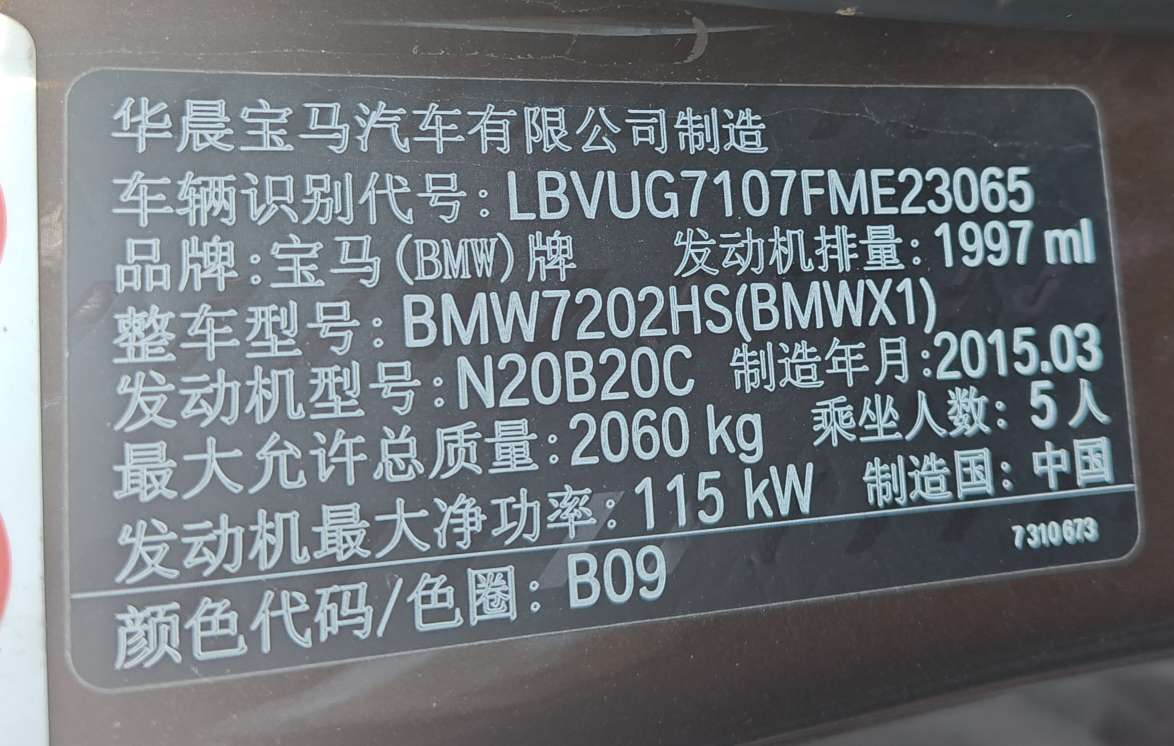 华晨宝马汽车有限公司制造
车辆识别代号:LBVUG7107FME23065
品牌:宝马(BMW)牌 发动机排量:1997 ml
整车型号:BMW7202HS(BMWX1)
发动机型号:N20B20C 制造年月:2015.03
最大允许总质量:2060 kg 乘坐人数:5人
发动机最大净功率:115 kW 制造国:中国
7310673
颜色代码/色圈:B09